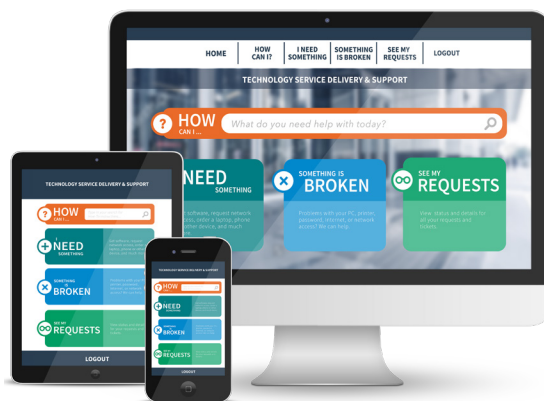 HOME
HOW
CAN I?
I NEED
SOMETHING
SOMETHING
IS BROKEN
SEE MY
REQUESTS
LOGOUT
TECHNOLOGY SERVICE DELIVERY & SUPPORT
? HOW
CAN I ...
What do you need help with today?
NEED
SOMETHING
software, request network
order a laptop, phone
other device, and much
SOMETHING IS
BROKEN
Problems with your PC, printer,
password, internet, or network
access? We can help.
SEE MY
REQUESTS
View status and details for
all your requests and
tickets.
TECHNOLOGY SERVICE DELIVERY & SUPPORT
? HOW
CAN I ...
NEED
SOMETHING
SOMETHING IS
BROKEN
SEE MY
REQUESTS
LOGOUT
TECHNOLOGY SERVICE DELIVERY & SUPPORT
? HOW
NEED
BROKEN
REQUESTS
LOGOUT